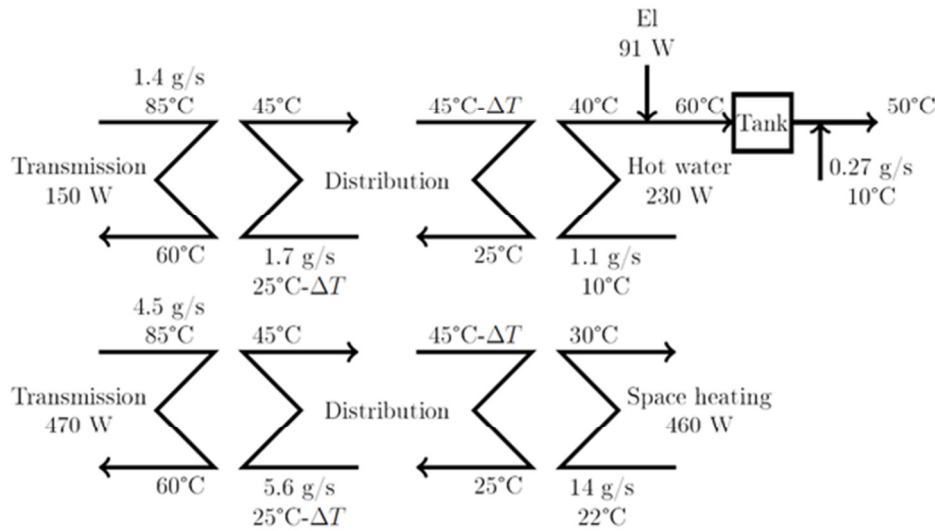 El
91 W
1.4 g/s
85°C
45°C
45°C-ΔT
40°C
60°C
Tank
50°C
Transmission
150 W
Distribution
Hot water
230 W
0.27 g/s
10°C
60°C
1.7 g/s
25°C-ΔT
25°C
1.1 g/s
10°C
4.5 g/s
85°C
45°C
45°C-ΔT
30°C
Transmission
470 W
Distribution
Space heating
460 W
60°C
5.6 g/s
25°C-ΔT
25°C
14 g/s
22°C